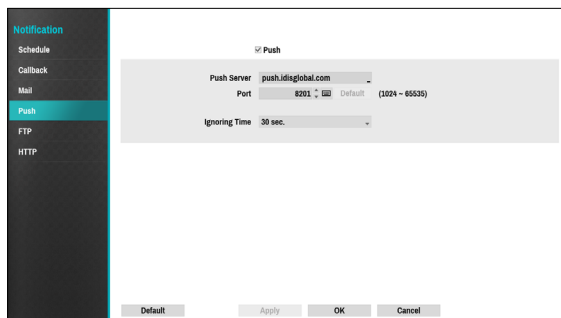 Notification
Schedule
Callback
Mail
Push
FTP
HTTP
Push
Push Server push.idisglobal.com
Port 8201 Default (1024 ~ 65535)
Ignoring Time 30 sec.
Default Apply OK Cancel